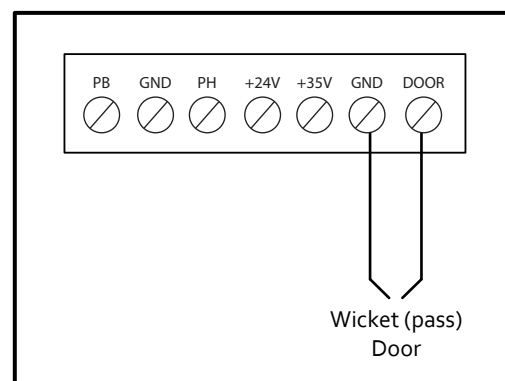 PB GND PH +24V +35V GND DOOR
Wicket (pass)
Door